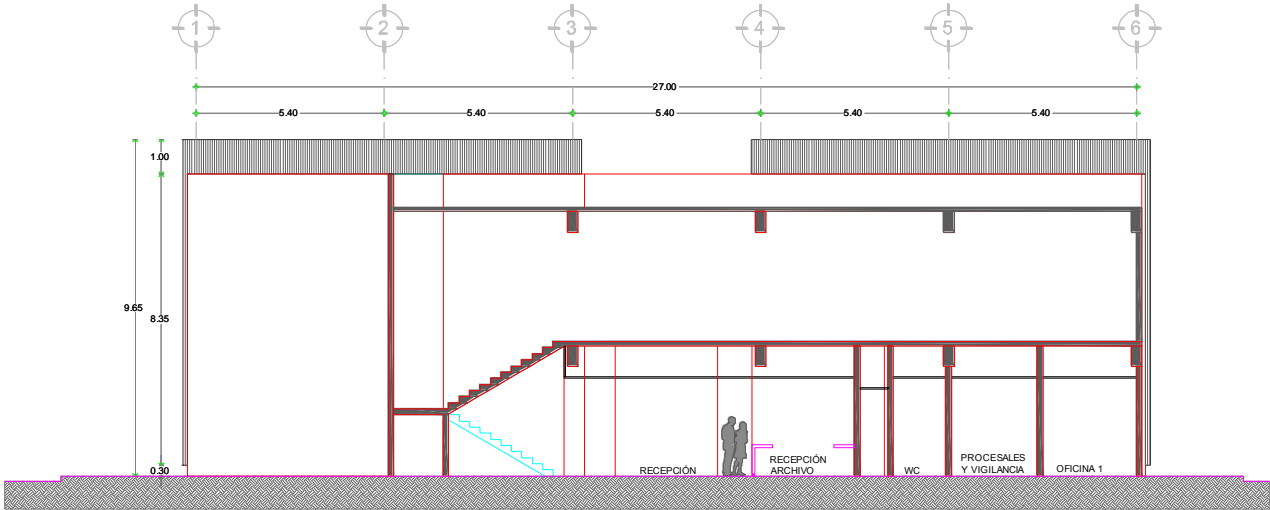 1 2 3 4 5 6
27.00
5.40 5.40 5.40 5.40 5.40
1.00
9.65
8.35
0.30
RECEPCIÓN
RECEPCIÓN
ARCHIVO
WC
PROCESALES
Y VIGILANCIA
OFICINA 1